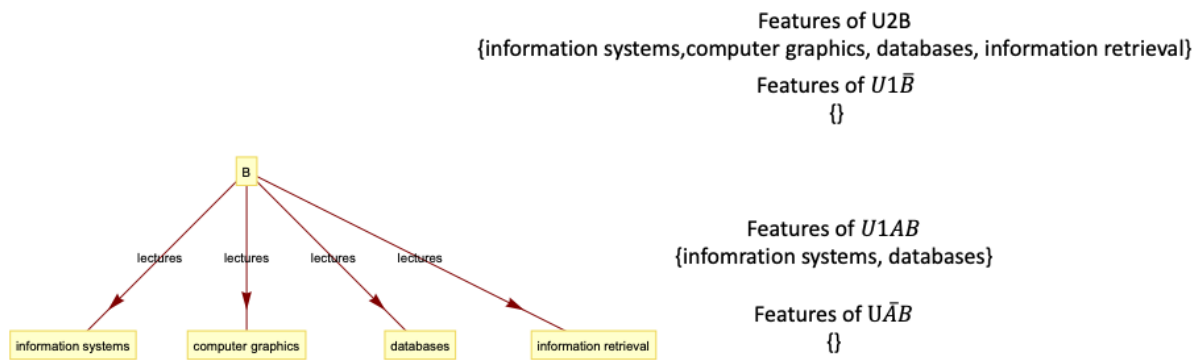 Features of U2B
{information systems,computer graphics, databases, information retrieval}
Features of U1B̄
{}
B
lectures lectures lectures lectures
Features of U1AB
{infomration systems, databases}
Features of UĀB
{}
information systems computer graphics databases information retrieval